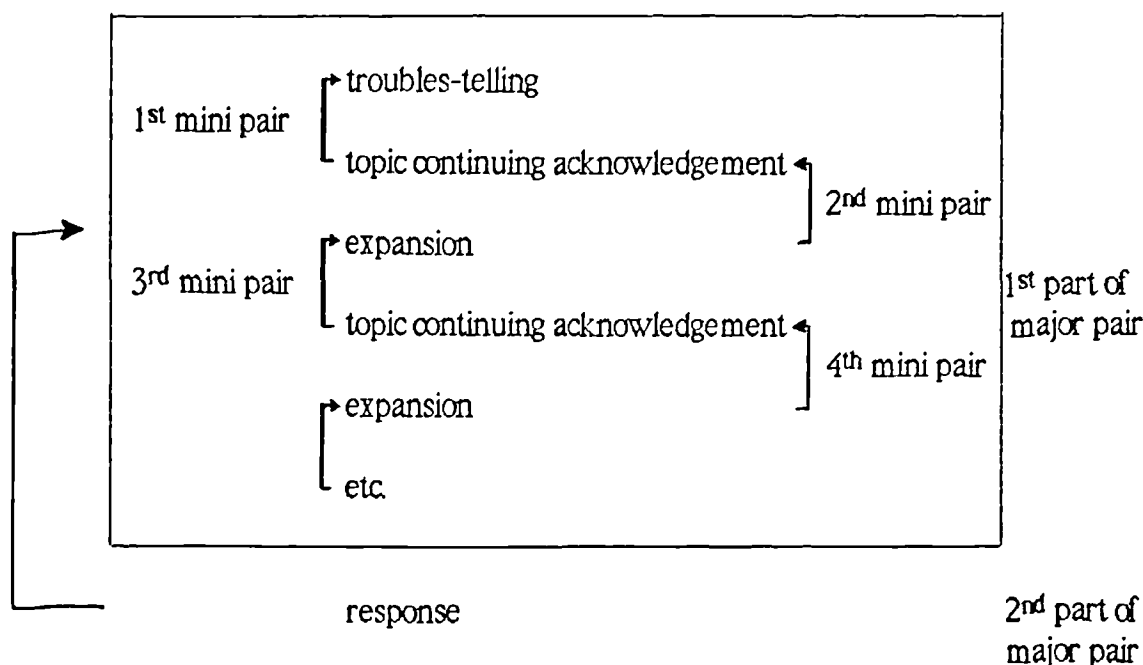 troubles-telling
1st mini pair
topic continuing acknowledgement
2nd mini pair
expansion
3rd mini pair
1st part of
major pair
topic continuing acknowledgement
4th mini pair
expansion
etc.
response
2nd part of
major pair